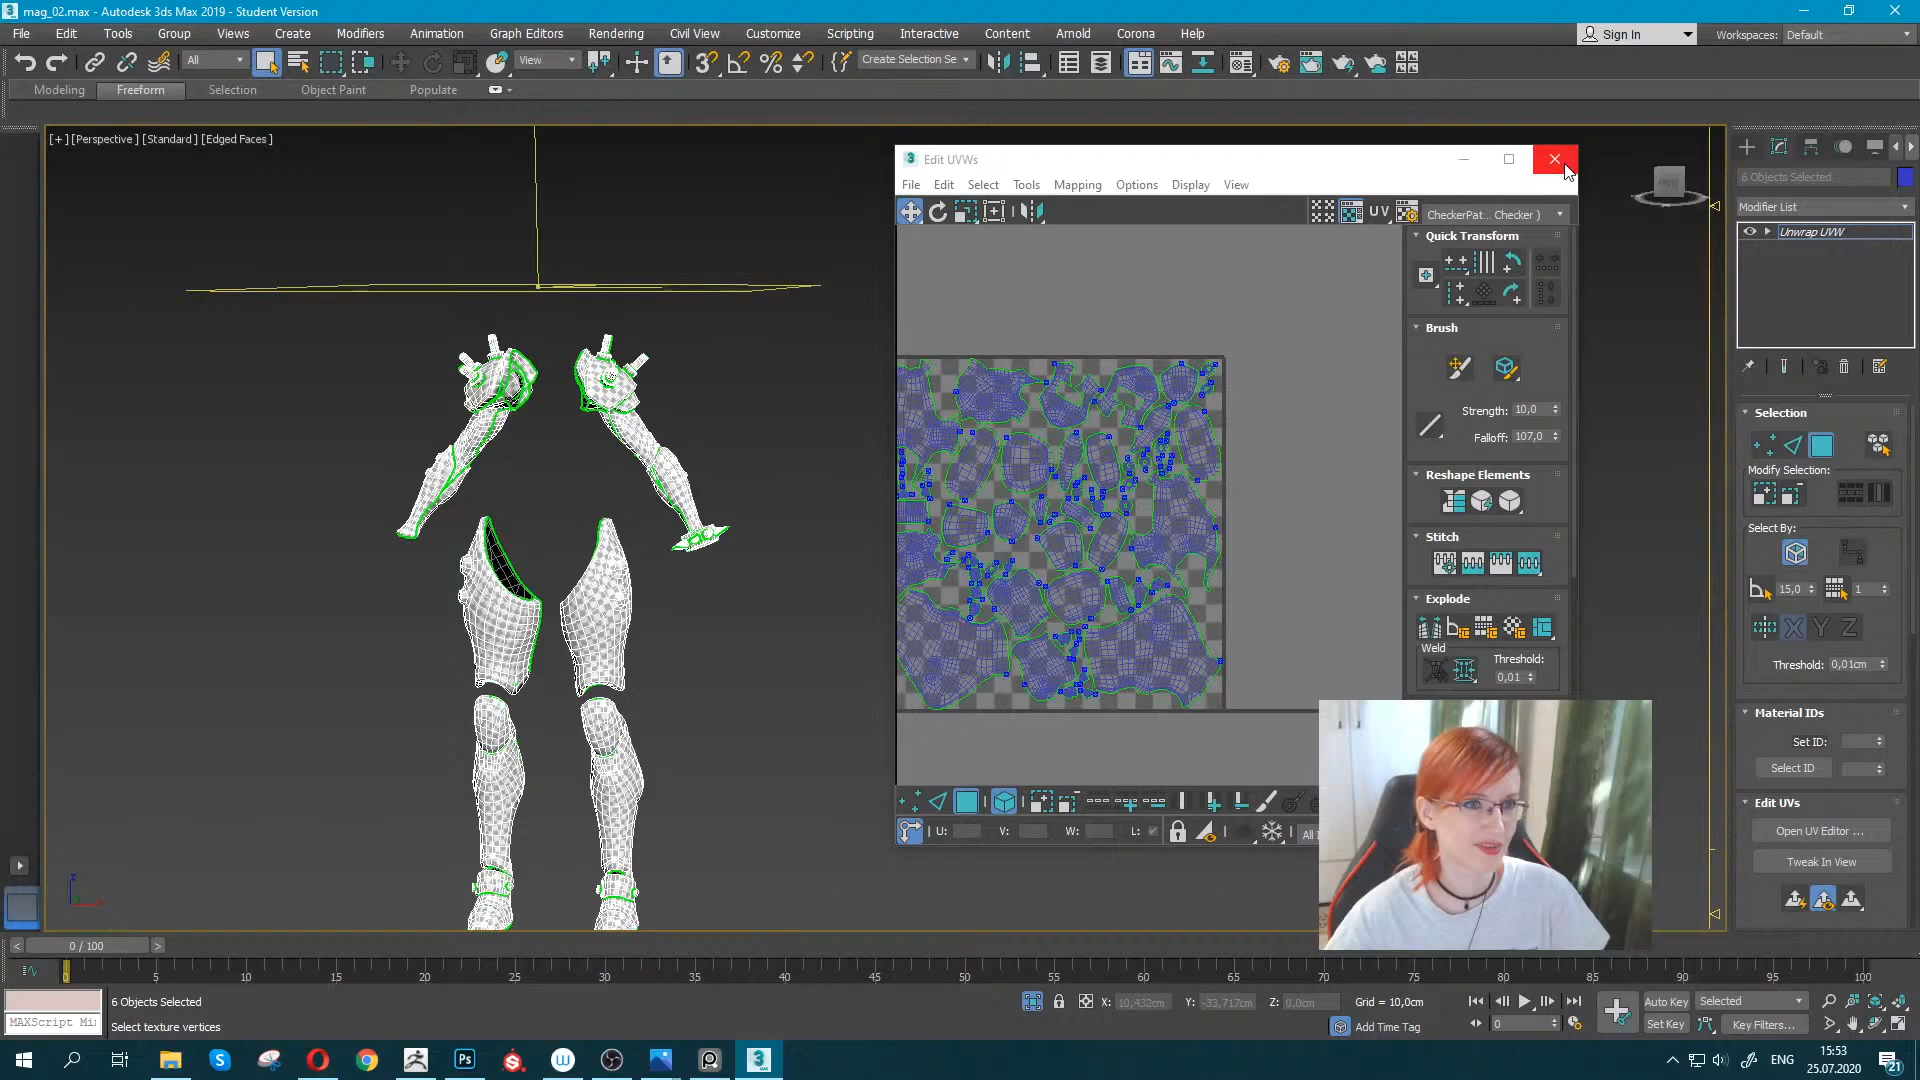 mag_02.max - Autodesk 3ds Max 2019 - Student Version
File Edit Tools Group Views Create Modifiers Animation Graph Editors Rendering Civil View Customize Scripting Interactive Content Arnold Corona Help
Sign In
Workspaces: Default
All
View
Create Selection Se
Modeling Freeform Selection Object Paint Populate
[+] [Perspective] [Standard] [Edged Faces]
Edit UVWs
File Edit Select Tools Mapping Options Display View
UV
CheckerPat... Checker )
Quick Transform
Brush
Strength: 10,0
Falloff: 107,0
Reshape Elements
Stitch
Explode
Weld
Threshold:
0,01
U: V: W: L:
All
FRONT
6 Objects Selected
Modifier List
Unwrap UVW
Selection
Modify Selection:
Select By:
15,0
1
X Y Z
Threshold: 0,01cm
Material IDs
Set ID:
Select ID
Edit UVs
Open UV Editor ...
Tweak In View
< 0 / 100 >
0 5 10 15 20 25 30 35 40 45 50 55 60 65 70 75 80 85 90 95 100
6 Objects Selected
MAXScript Mi
Select texture vertices
X: 10,432cm Y: -33,717cm Z: 0,0cm Grid = 10,0cm
Add Time Tag
0
Auto Key Selected
Set Key Key Filters...
ENG
15:53
25.07.2020
21